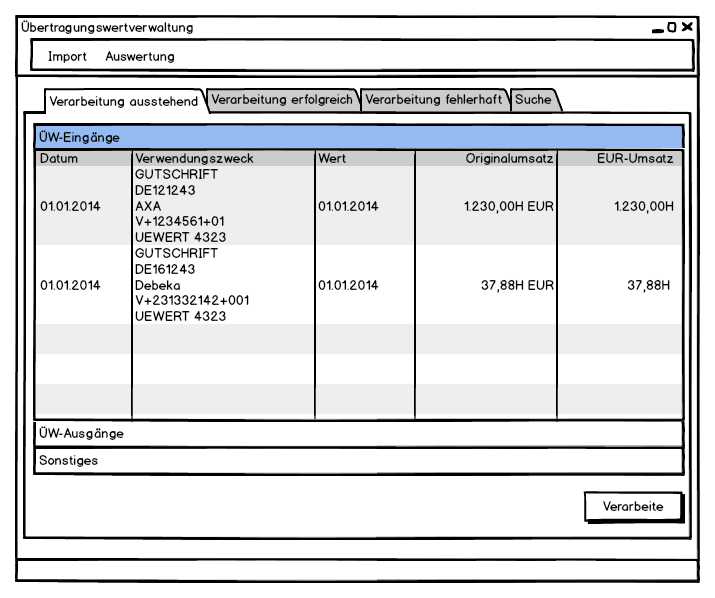 Übertragungswertverwaltung
Import Auswertung
Verarbeitung ausstehend Verarbeitung erfolgreich Verarbeitung fehlerhaft Suche
ÜW-Eingänge
Datum Verwendungszweck Wert Originalumsatz EUR-Umsatz
GUTSCHRIFT
DE121243
01.01.2014 AXA 01.01.2014 1.230,00H EUR 1.230,00H
V+1234561+01
UEWERT 4323
GUTSCHRIFT
DE161243
01.01.2014 Debeka 01.01.2014 37,88H EUR 37,88H
V+231332142+001
UEWERT 4323
ÜW-Ausgänge
Sonstiges
Verarbeite